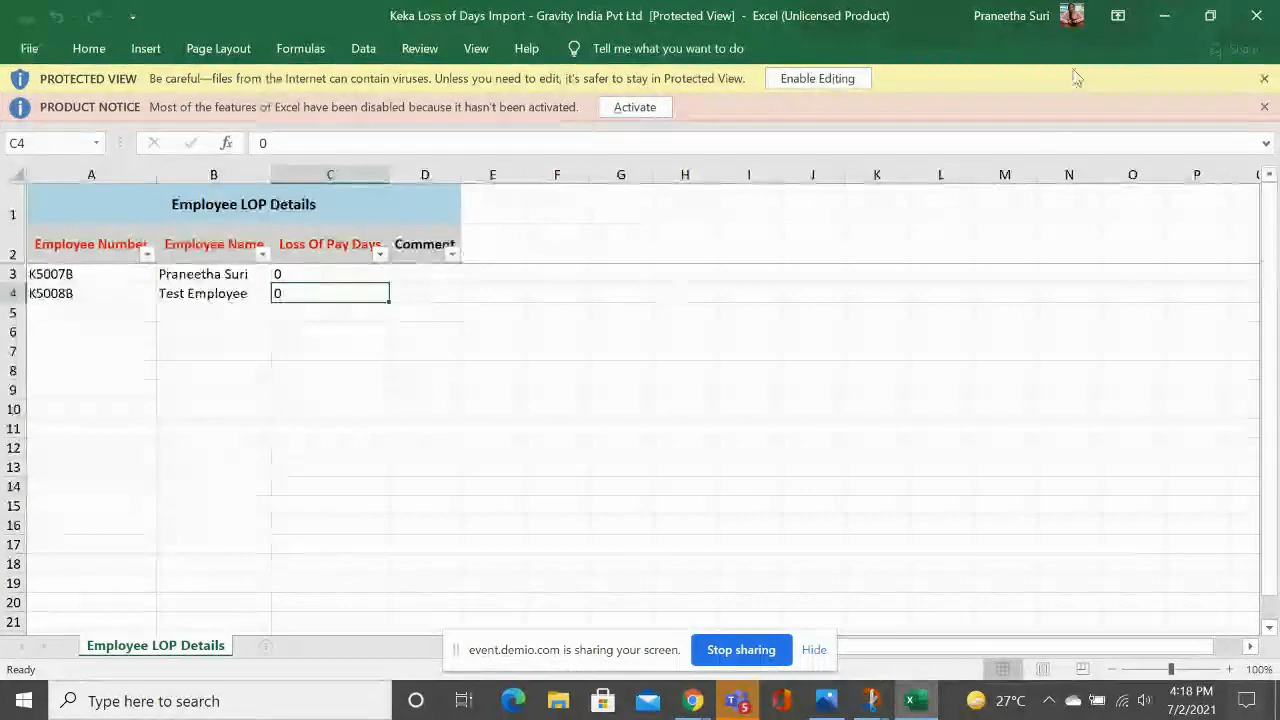 Keka Loss of Days Import - Gravity India Pvt Ltd [Protected View] - Excel (Unlicensed Product)
Praneetha Suri
File Home Insert Page Layout Formulas Data Review View Help Tell me what you want to do Share
PROTECTED VIEW Be careful—files from the Internet can contain viruses. Unless you need to edit, it's safer to stay in Protected View. Enable Editing
PRODUCT NOTICE Most of the features of Excel have been disabled because it hasn't been activated. Activate
C4 fx 0
A B C D E F G H I J K L M N O P
1 Employee LOP Details
2 Employee Number Employee Name Loss Of Pay Days Comment
3 K5007B Praneetha Suri 0
4 K5008B Test Employee 0
5
6
7
8
9
10
11
12
13
14
15
16
17
18
19
20
21
Employee LOP Details
event.demio.com is sharing your screen. Stop sharing Hide
Ready
100%
Type here to search
27°C
4:18 PM
7/2/2021